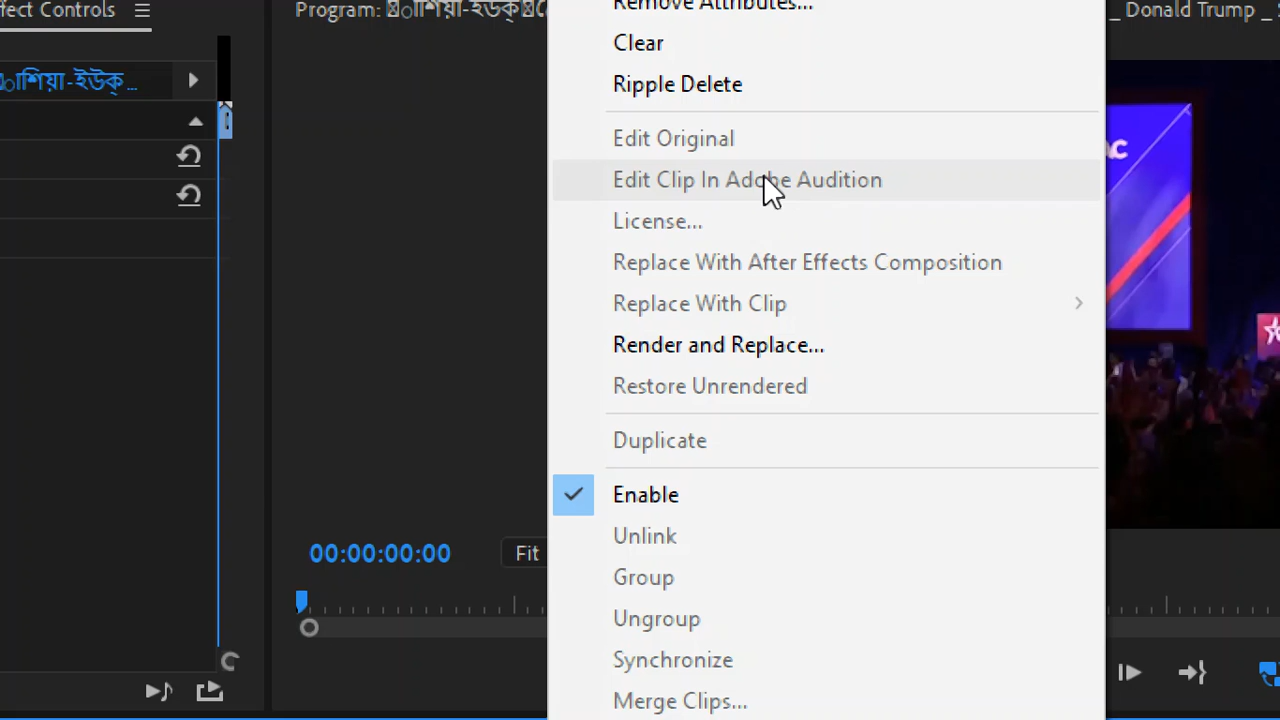 fect Controls
Program:
Remove Attributes...
_ Donald Trump _
Clear
াশিয়া-ইউক্...
Ripple Delete
Edit Original
Edit Clip In Adobe Audition
License...
Replace With After Effects Composition
Replace With Clip
Render and Replace...
Restore Unrendered
Duplicate
Enable
Unlink
00:00:00:00
Fit
Group
Ungroup
Synchronize
Merge Clips...